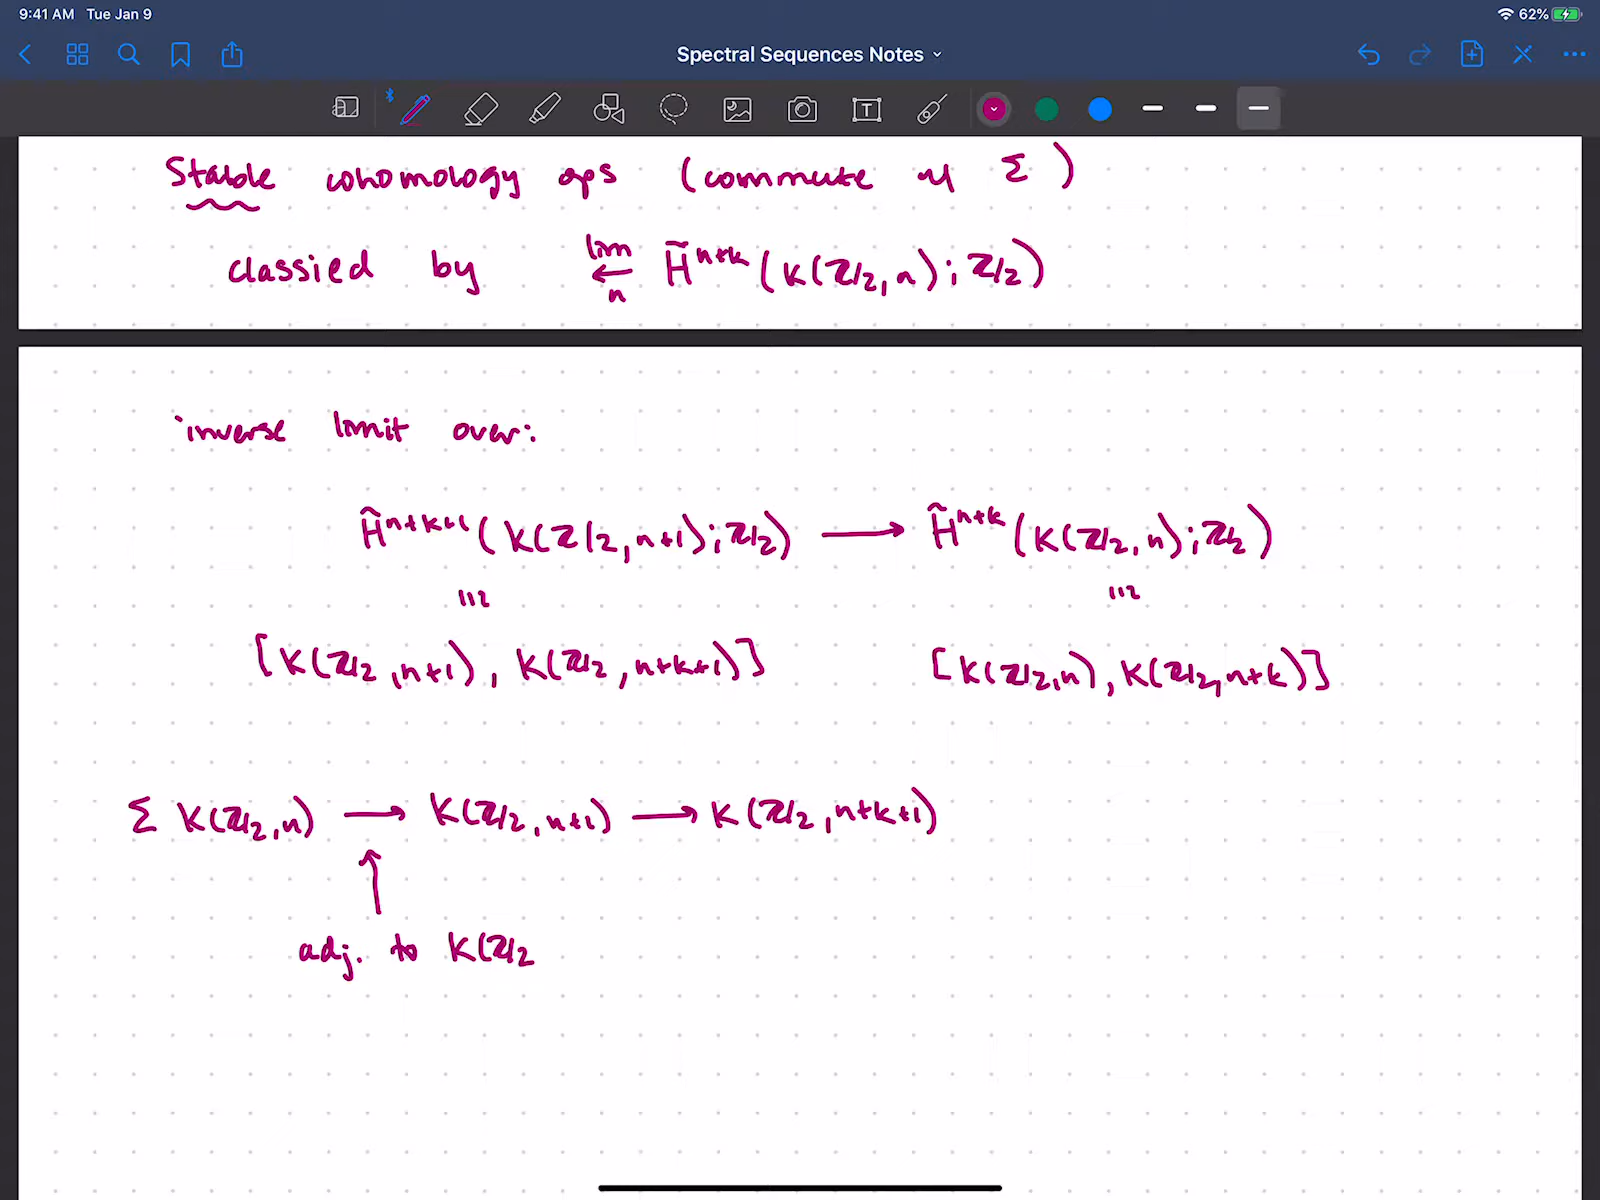 9:41 AM Tue Jan 9 62%
Spectral Sequences Notes
Stable cohomology ops (commute w/ Σ)
classied by lim ← n H̃^{n+k}(K(ℤ/2, n); ℤ/2)
inverse limit over:
H̃^{n+k+1}(K(ℤ/2, n+1); ℤ/2) ⟶ H̃^{n+k}(K(ℤ/2, n); ℤ/2)
≅ ≅
[K(ℤ/2, n+1), K(ℤ/2, n+k+1)] [K(ℤ/2, n), K(ℤ/2, n+k)]
Σ K(ℤ/2, n) ⟶ K(ℤ/2, n+1) ⟶ K(ℤ/2, n+k+1)
↑
adj. to K(ℤ/2